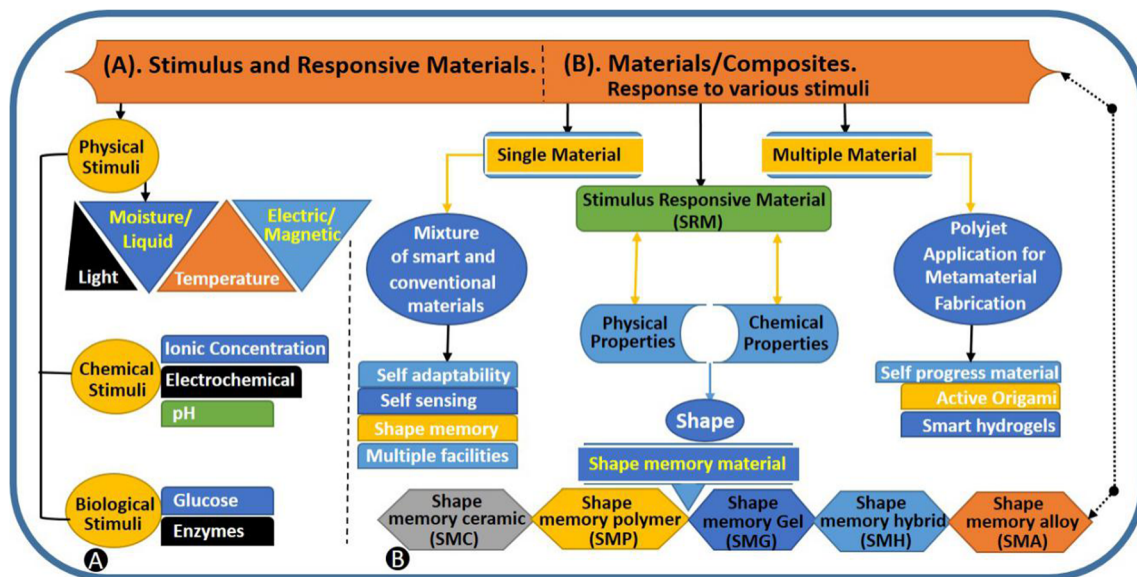 (A). Stimulus and Responsive Materials.
(B). Materials/Composites.
Response to various stimuli
Physical
Stimuli
Moisture/
Liquid
Electric/
Magnetic
Light
Temperature
Chemical
Stimuli
Ionic Concentration
Electrochemical
pH
Biological
Stimuli
Glucose
Enzymes
A
Single Material
Multiple Material
Stimulus Responsive Material
(SRM)
Mixture
of smart and
conventional
materials
Polyjet
Application for
Metamaterial
Fabrication
Physical
Properties
Chemical
Properties
Self adaptability
Self sensing
Shape memory
Multiple facilities
Self progress material
Active Origami
Smart hydrogels
Shape
Shape memory material
Shape
memory ceramic
(SMC)
Shape
memory polymer
(SMP)
Shape
memory Gel
(SMG)
Shape
memory hybrid
(SMH)
Shape
memory alloy
(SMA)
B